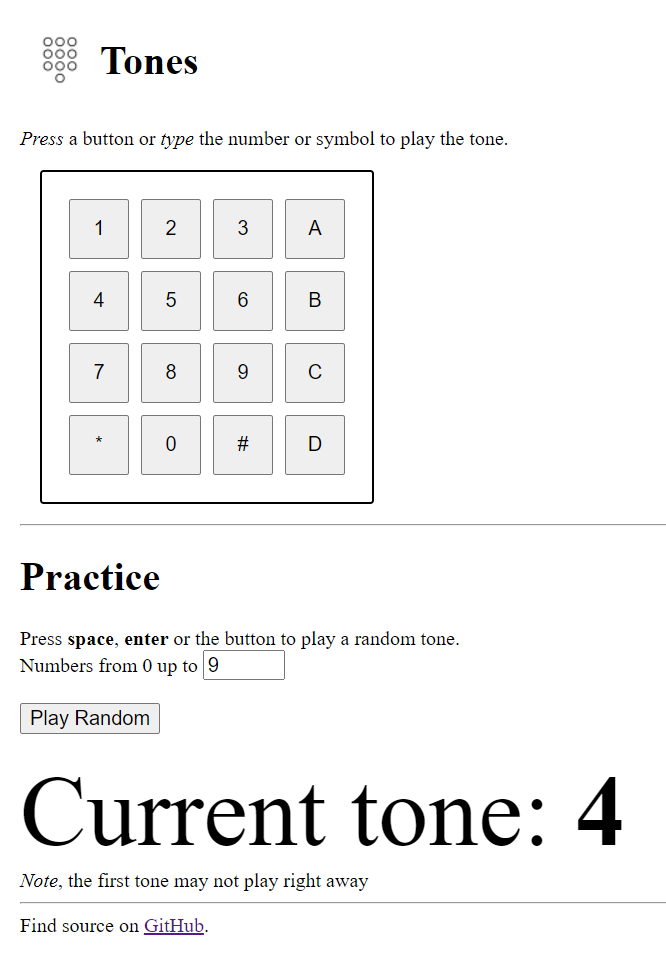 Tones
Press a button or type the number or symbol to play the tone.
1 2 3 A
4 5 6 B
7 8 9 C
* 0 # D
Practice
Press space, enter or the button to play a random tone.
Numbers from 0 up to 9
Play Random
Current tone: 4
Note, the first tone may not play right away
Find source on GitHub.